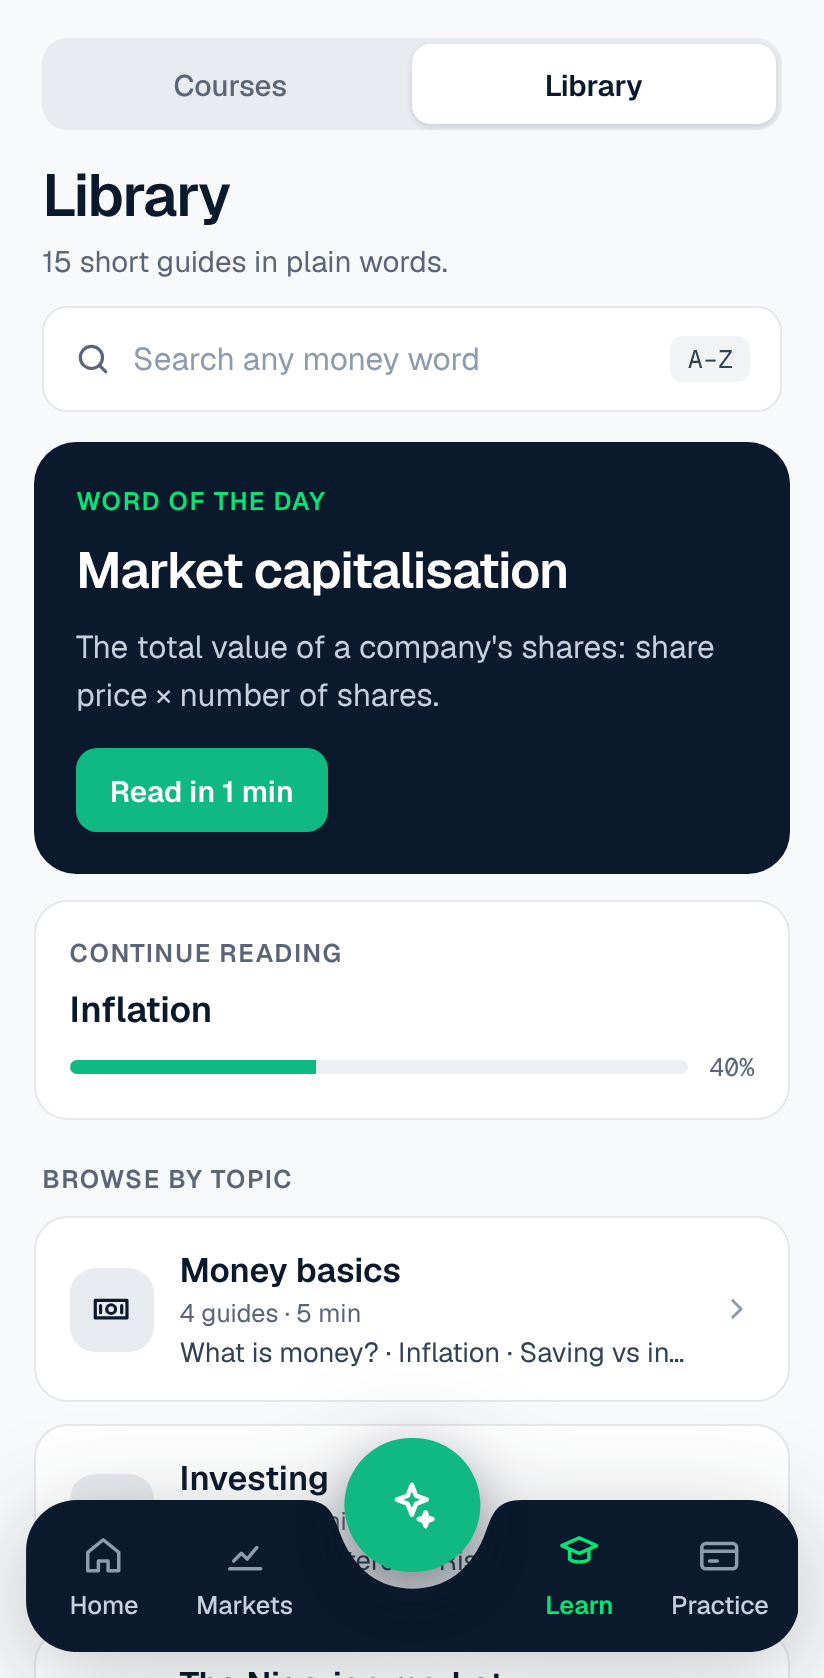 Courses
Library
Library
15 short guides in plain words.
Search any money word
A-Z
WORD OF THE DAY
Market capitalisation
The total value of a company's shares: share
price × number of shares.
Read in 1 min
CONTINUE READING
Inflation
40%
BROWSE BY TOPIC
Money basics
4 guides · 5 min
What is money? · Inflation · Saving vs in...
Investing
Home
Markets
Learn
Practice